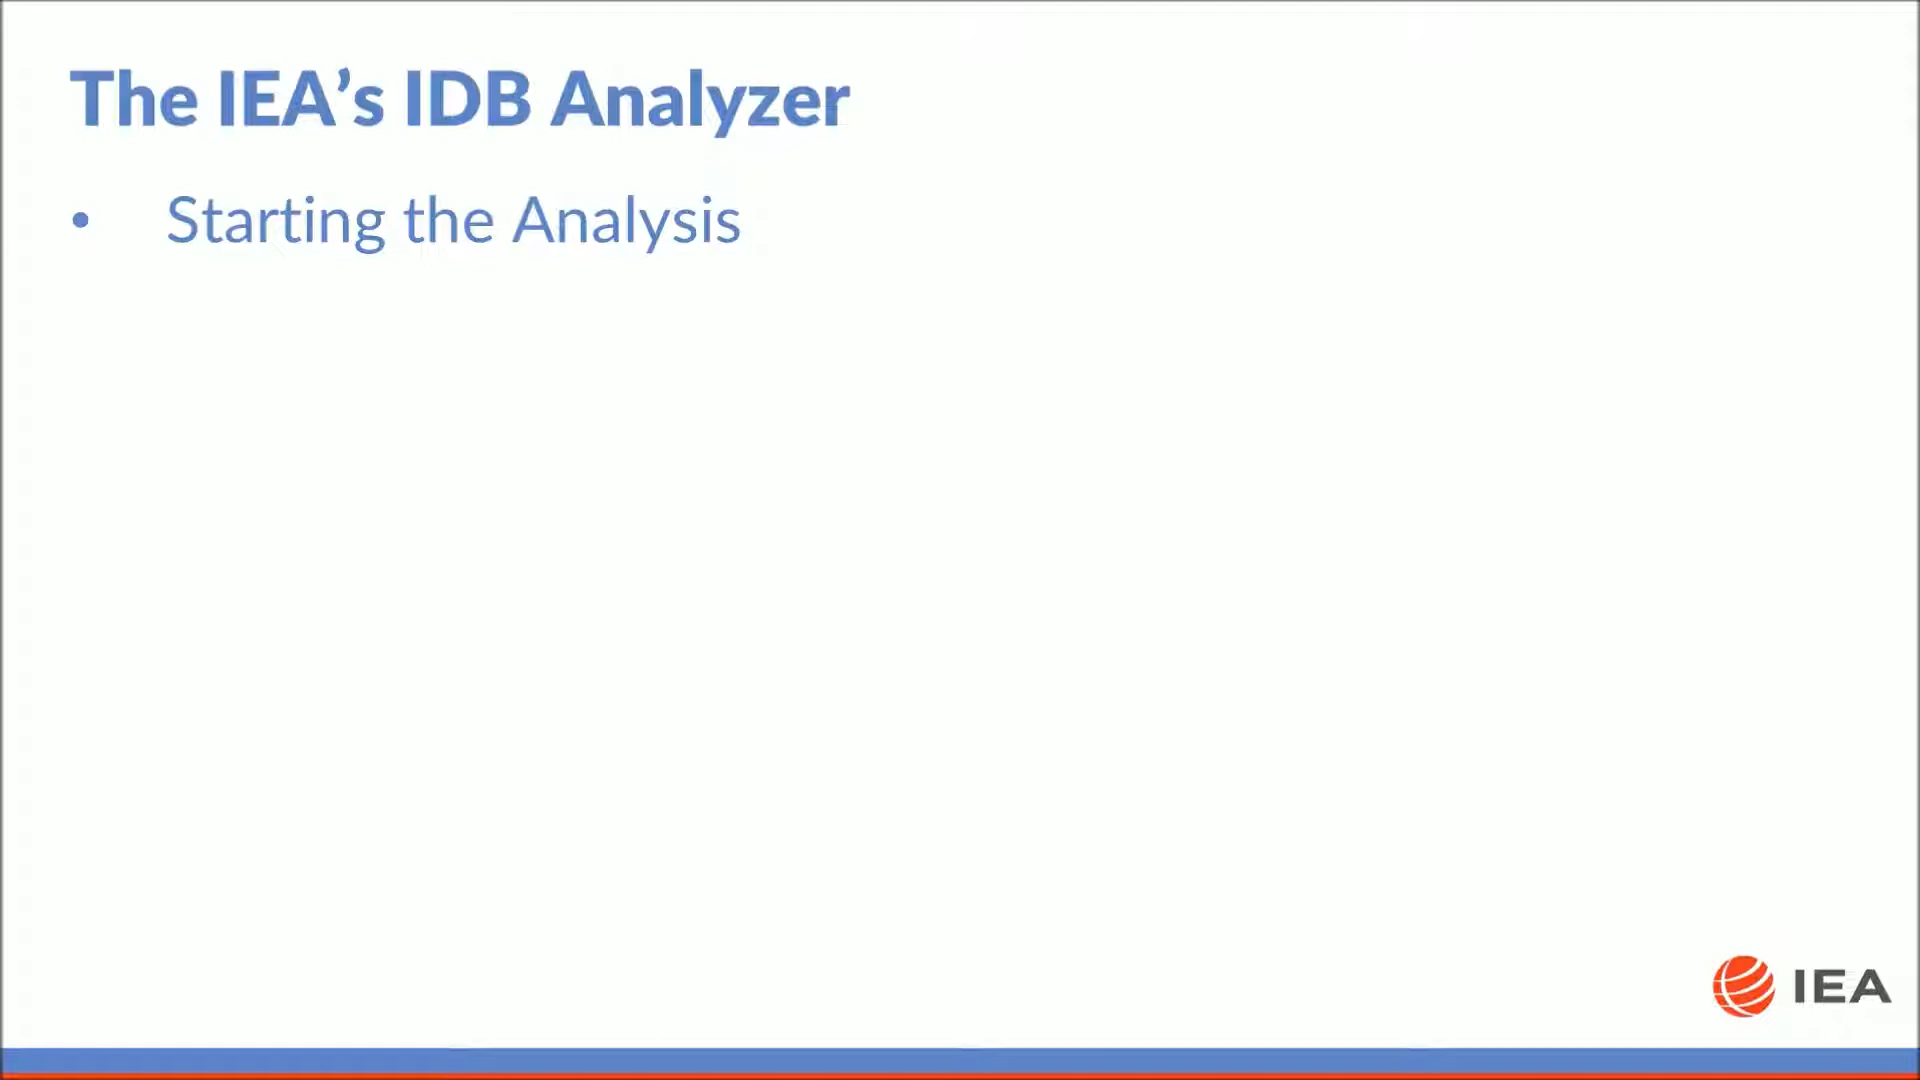 The IEA’s IDB Analyzer
• Starting the Analysis
IEA